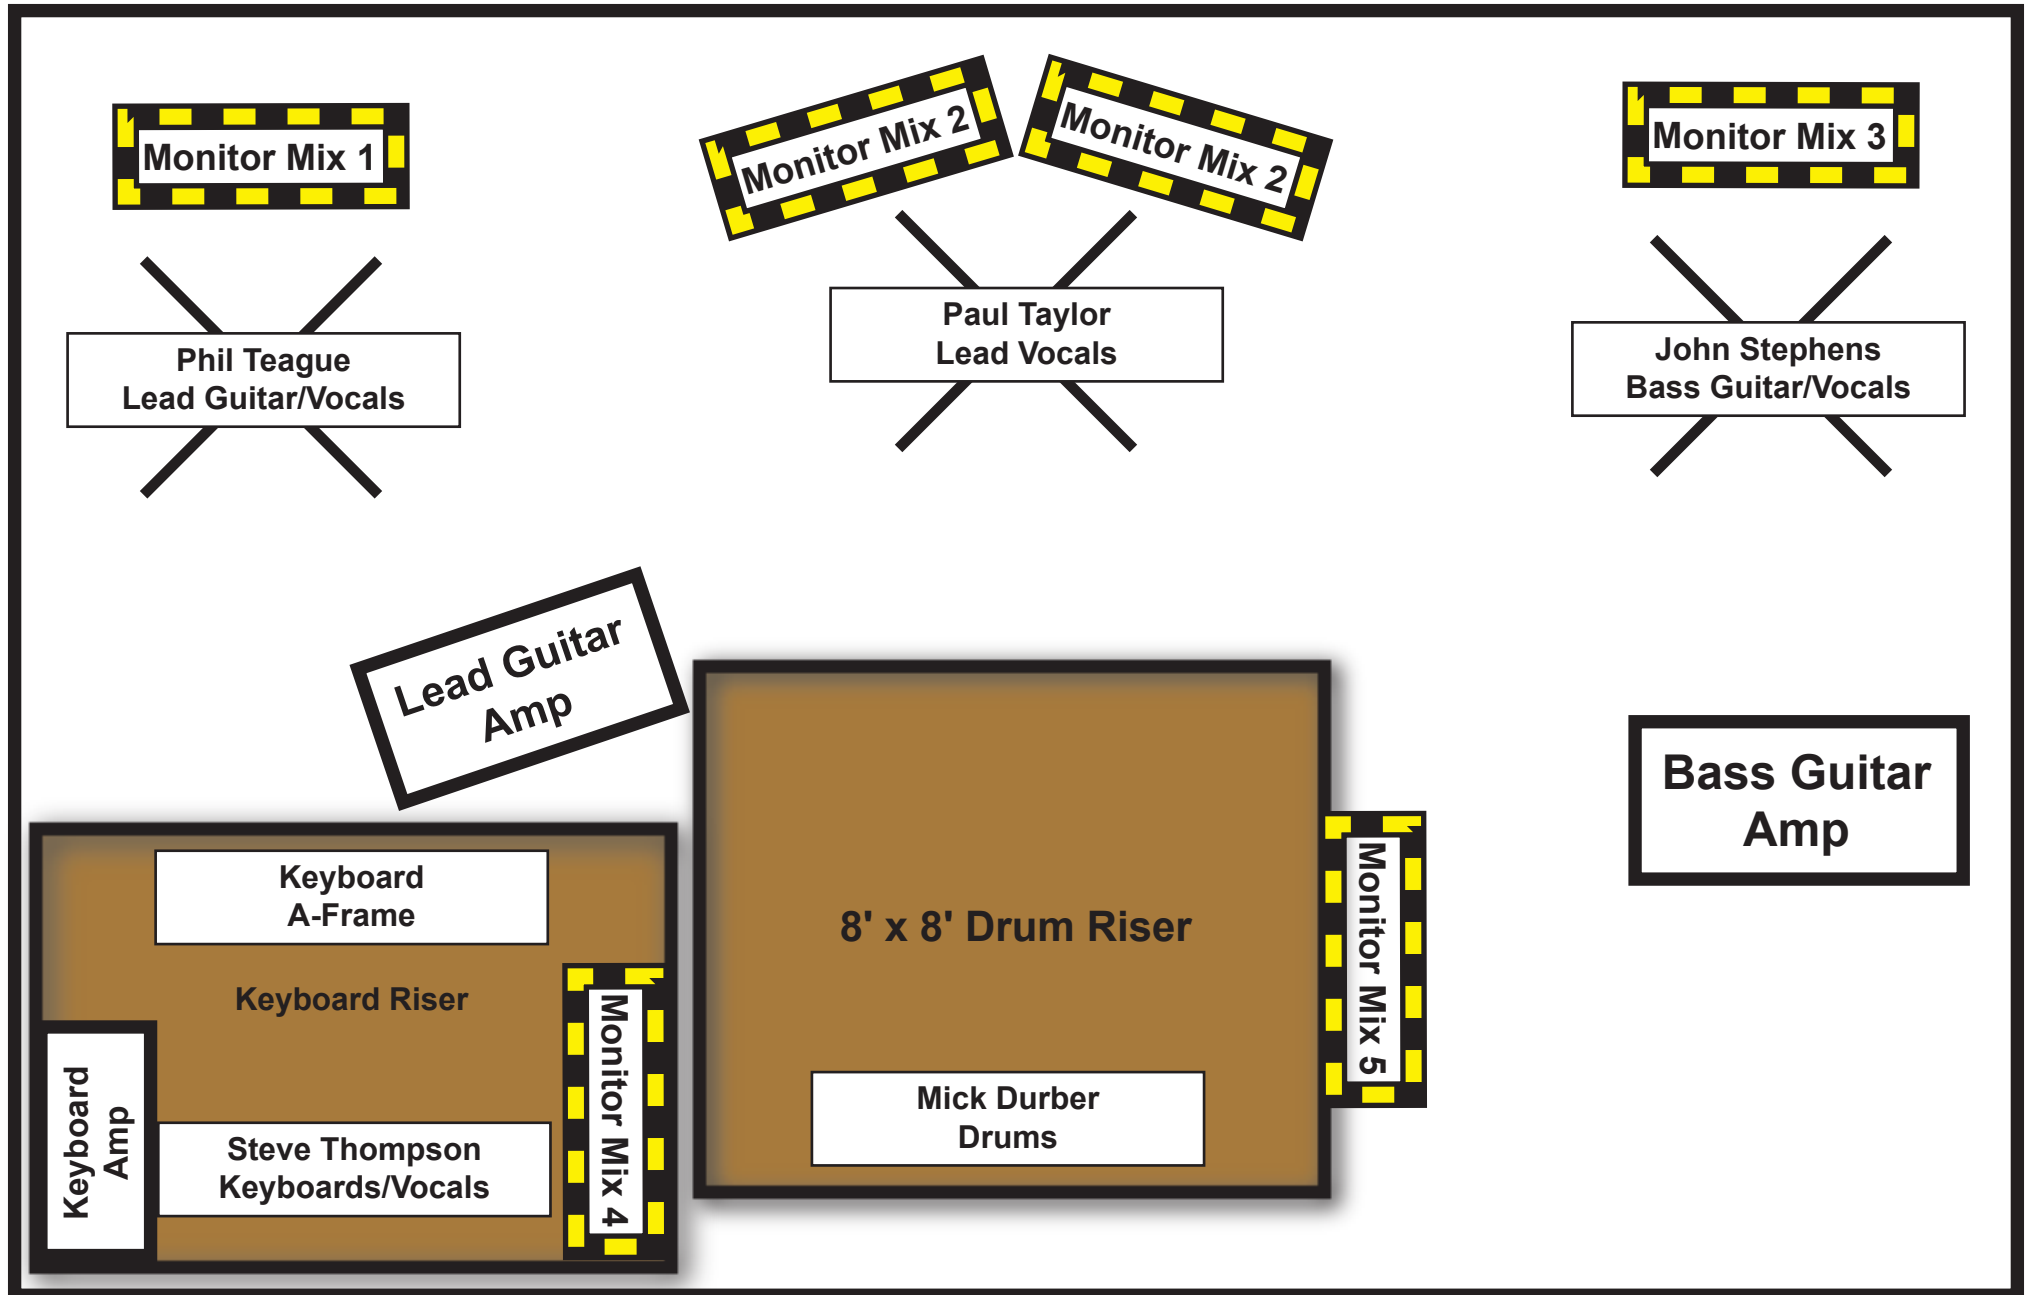 Monitor Mix 1
Monitor Mix 2
Monitor Mix 2
Monitor Mix 3
Phil Teague
Lead Guitar/Vocals
Paul Taylor
Lead Vocals
John Stephens
Bass Guitar/Vocals
Lead Guitar
Amp
Bass Guitar
Amp
Keyboard
A-Frame
Keyboard Riser
Keyboard
Amp
Steve Thompson
Keyboards/Vocals
Monitor Mix 4
8' x 8' Drum Riser
Mick Durber
Drums
Monitor Mix 5